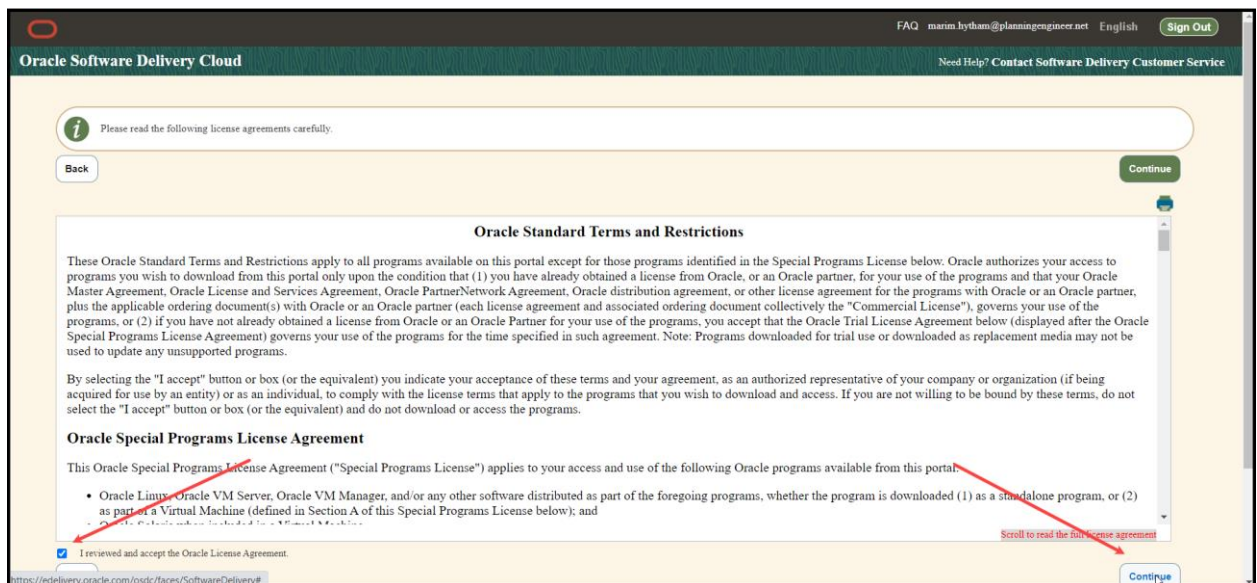 FAQ marim.hytham@planningengineer.net English Sign Out
Oracle Software Delivery Cloud
Need Help? Contact Software Delivery Customer Service
Please read the following license agreements carefully.
Back
Continue
Oracle Standard Terms and Restrictions
These Oracle Standard Terms and Restrictions apply to all programs available on this portal except for those programs identified in the Special Programs License below. Oracle authorizes your access to
programs you wish to download from this portal only upon the condition that (1) you have already obtained a license from Oracle, or an Oracle partner, for your use of the programs and that your Oracle
Master Agreement, Oracle License and Services Agreement, Oracle PartnerNetwork Agreement, Oracle distribution agreement, or other license agreement for the programs with Oracle or an Oracle partner,
plus the applicable ordering document(s) with Oracle or an Oracle partner (each license agreement and associated ordering document collectively the "Commercial License"), governs your use of the
programs, or (2) if you have not already obtained a license from Oracle or an Oracle Partner for your use of the programs, you accept that the Oracle Trial License Agreement below (displayed after the Oracle
Special Programs License Agreement) governs your use of the programs for the time specified in such agreement. Note: Programs downloaded for trial use or downloaded as replacement media may not be
used to update any unsupported programs.
By selecting the "I accept" button or box (or the equivalent) you indicate your acceptance of these terms and your agreement, as an authorized representative of your company or organization (if being
acquired for use by an entity) or as an individual, to comply with the license terms that apply to the programs that you wish to download and access. If you are not willing to be bound by these terms, do not
select the "I accept" button or box (or the equivalent) and do not download or access the programs.
Oracle Special Programs License Agreement
This Oracle Special Programs License Agreement ("Special Programs License") applies to your access and use of the following Oracle programs available from this portal:
• Oracle Linux, Oracle VM Server, Oracle VM Manager, and/or any other software distributed as part of the foregoing programs, whether the program is downloaded (1) as a standalone program, or (2)
as part of a Virtual Machine (defined in Section A of this Special Programs License below); and
Scroll to read the full license agreement
I reviewed and accept the Oracle License Agreement.
https://edelivery.oracle.com/osdc/faces/SoftwareDelivery#
Continue